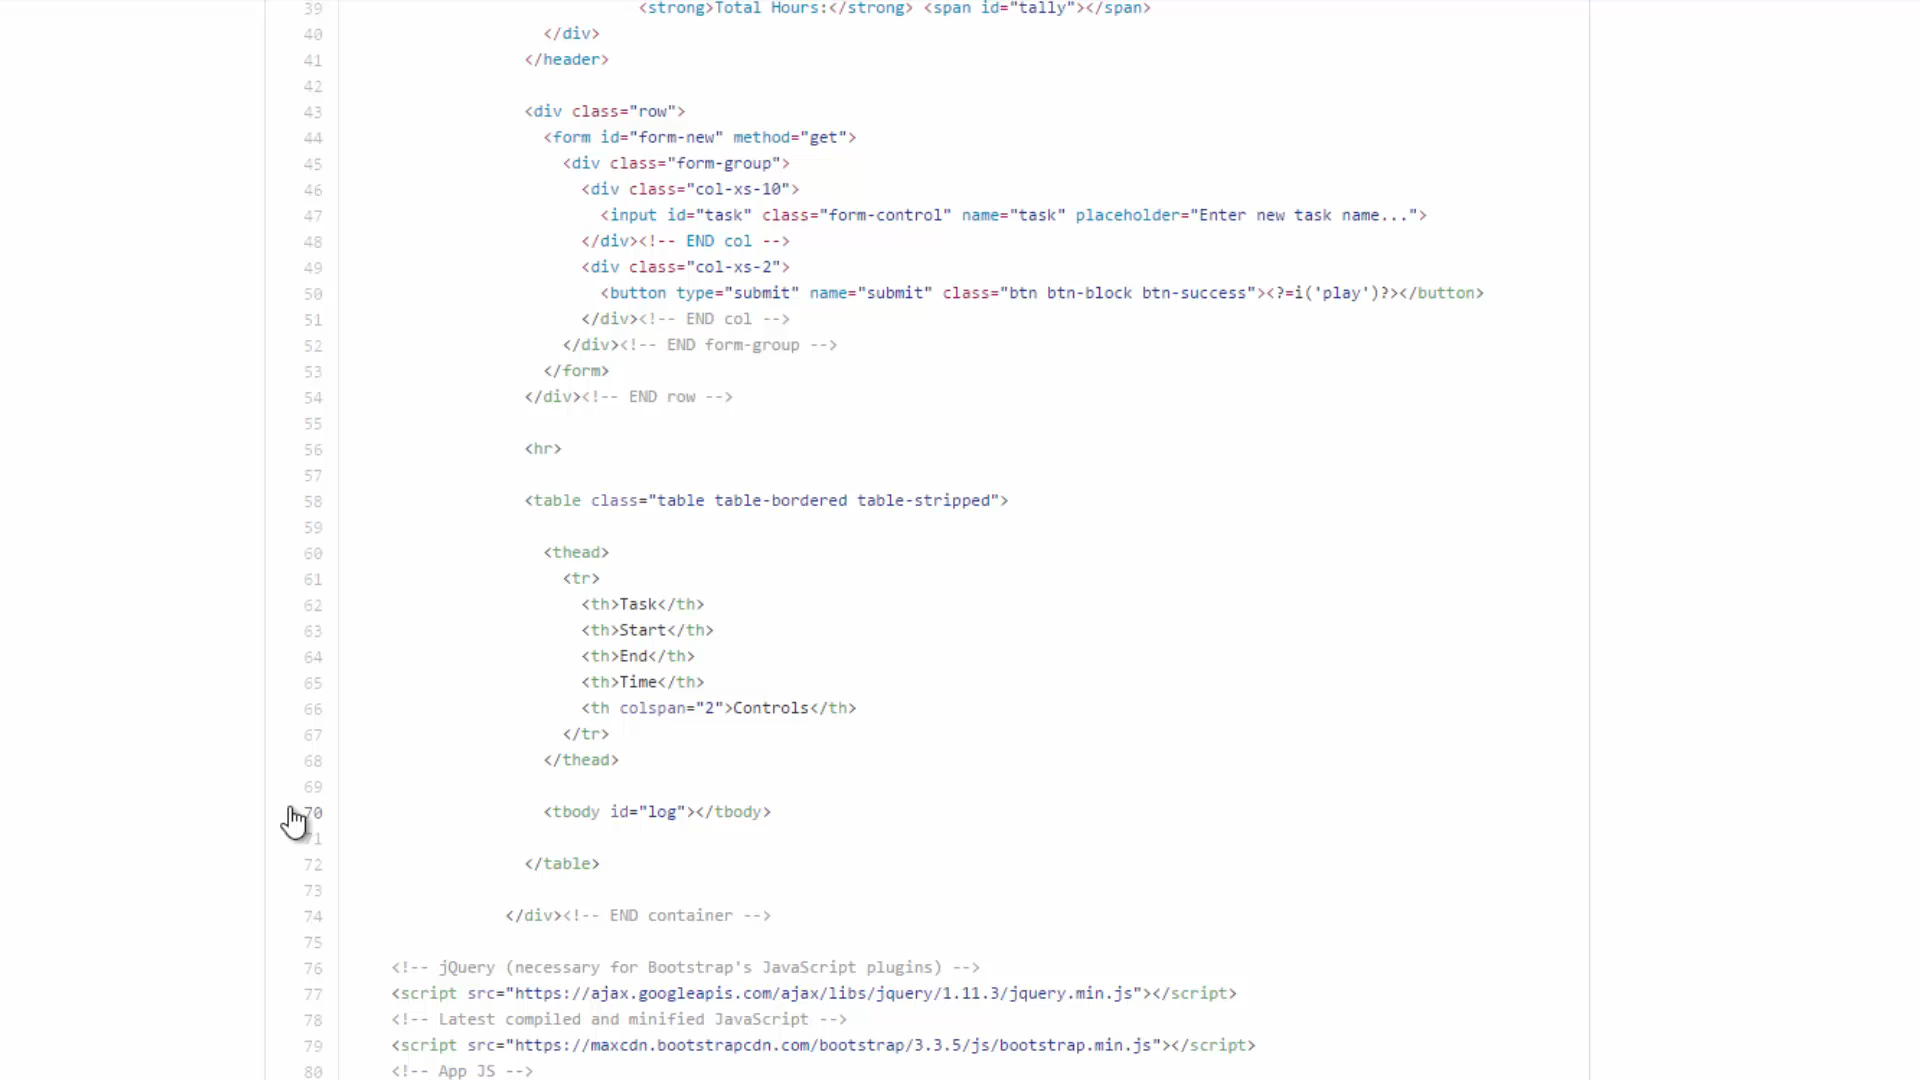 39 <strong>Total Hours:</strong> <span id="tally"></span>
40 </div>
41 </header>
42
43 <div class="row">
44 <form id="form-new" method="get">
45 <div class="form-group">
46 <div class="col-xs-10">
47 <input id="task" class="form-control" name="task" placeholder="Enter new task name...">
48 </div><!-- END col -->
49 <div class="col-xs-2">
50 <button type="submit" name="submit" class="btn btn-block btn-success"><?=i('play')?></button>
51 </div><!-- END col -->
52 </div><!-- END form-group -->
53 </form>
54 </div><!-- END row -->
55
56 <hr>
57
58 <table class="table table-bordered table-stripped">
59
60 <thead>
61 <tr>
62 <th>Task</th>
63 <th>Start</th>
64 <th>End</th>
65 <th>Time</th>
66 <th colspan="2">Controls</th>
67 </tr>
68 </thead>
69
70 <tbody id="log"></tbody>
71
72 </table>
73
74 </div><!-- END container -->
75
76 <!-- jQuery (necessary for Bootstrap's JavaScript plugins) -->
77 <script src="https://ajax.googleapis.com/ajax/libs/jquery/1.11.3/jquery.min.js"></script>
78 <!-- Latest compiled and minified JavaScript -->
79 <script src="https://maxcdn.bootstrapcdn.com/bootstrap/3.3.5/js/bootstrap.min.js"></script>
80 <!-- App JS -->